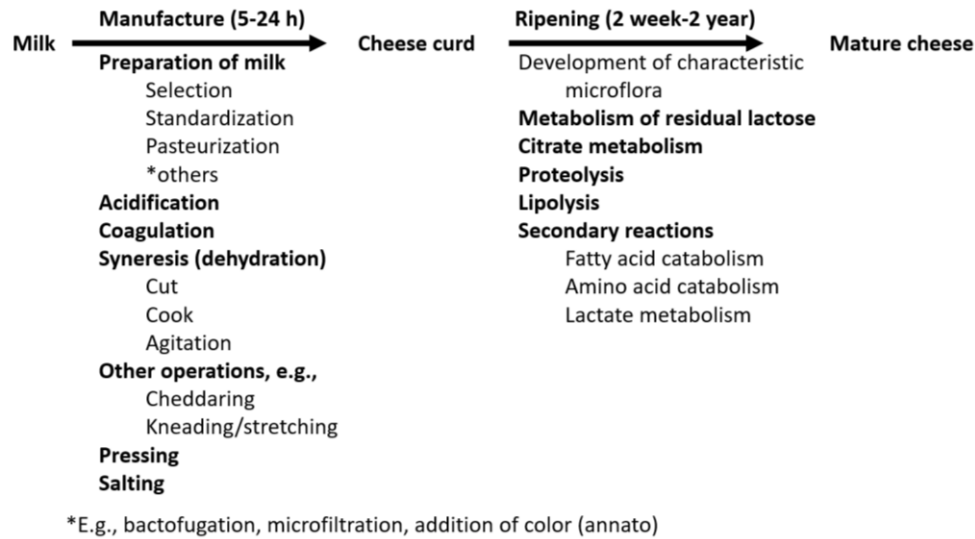 Manufacture (5-24 h)
Ripening (2 week-2 year)
Milk
Cheese curd
Mature cheese
Preparation of milk
Selection
Standardization
Pasteurization
*others
Acidification
Coagulation
Syneresis (dehydration)
Cut
Cook
Agitation
Other operations, e.g.,
Cheddaring
Kneading/stretching
Pressing
Salting
Development of characteristic
microflora
Metabolism of residual lactose
Citrate metabolism
Proteolysis
Lipolysis
Secondary reactions
Fatty acid catabolism
Amino acid catabolism
Lactate metabolism
*E.g., bactofugation, microfiltration, addition of color (annato)